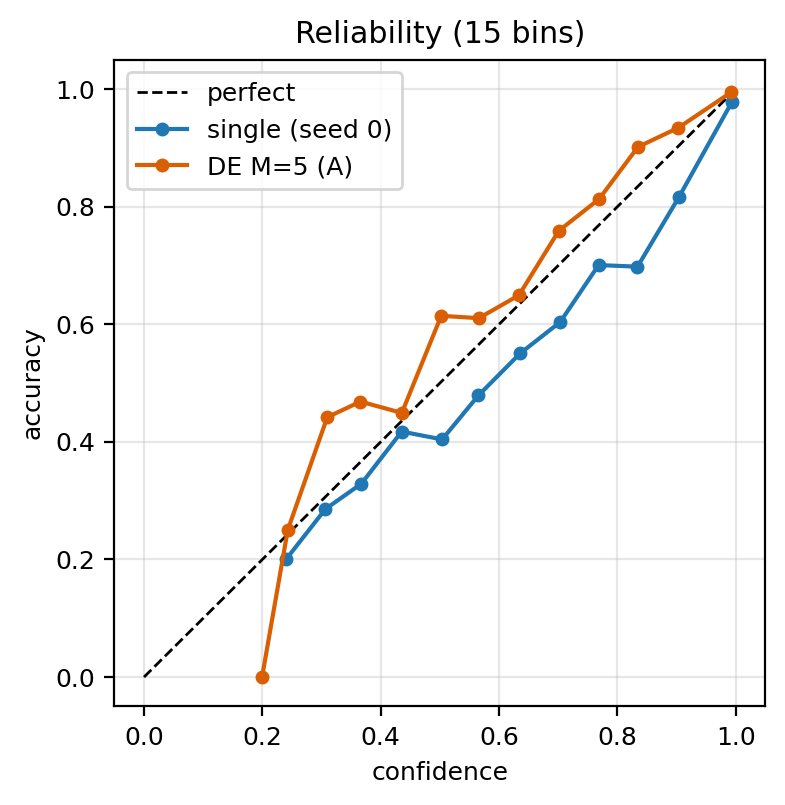 Reliability (15 bins)
perfect
single (seed 0)
DE M=5 (A)
1.0
0.8
0.6
0.4
0.2
0.0
accuracy
0.0 0.2 0.4 0.6 0.8 1.0
confidence